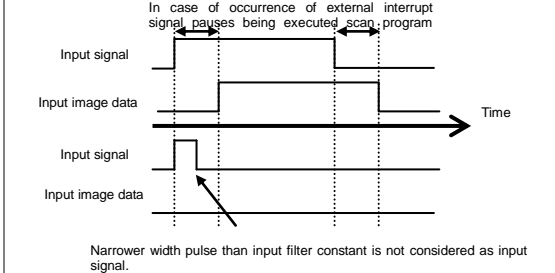 In case of occurrence of external interrupt
signal pauses being executed scan program
Input signal
Input image data
Time
Input signal
Input image data
Narrower width pulse than input filter constant is not considered as input
signal.